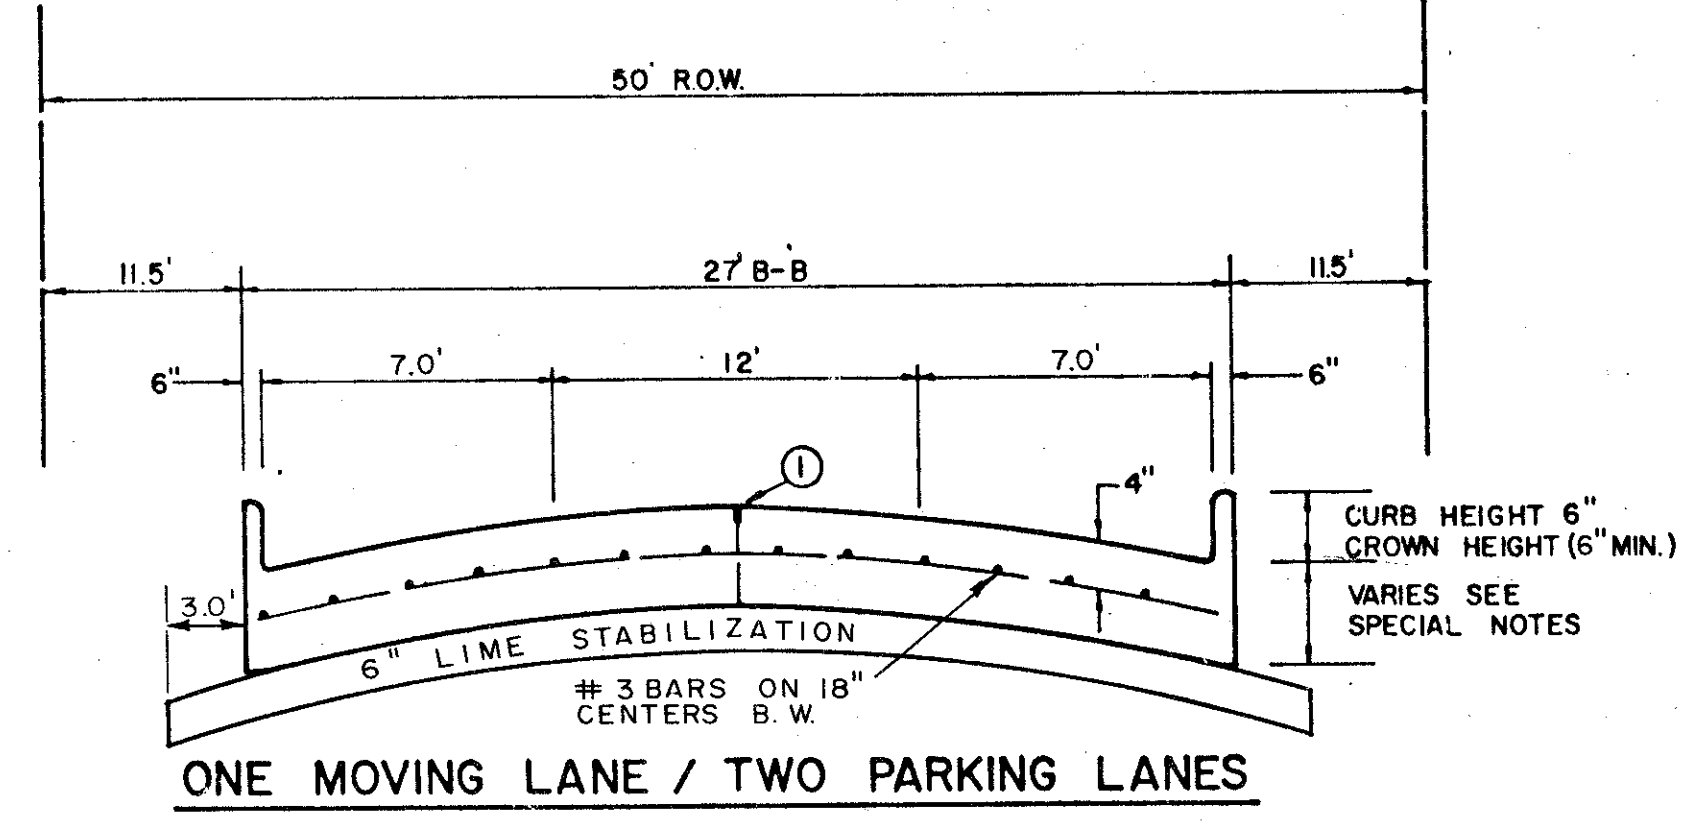 50' R.O.W.
11.5'
27' B-B
11.5'
6"
7.0'
12'
7.0'
6"
1
4"
CURB HEIGHT 6"
CROWN HEIGHT (6" MIN.)
3.0'
VARIES SEE
SPECIAL NOTES
6" LIME STABILIZATION
# 3 BARS ON 18"
CENTERS B.W.
ONE MOVING LANE / TWO PARKING LANES